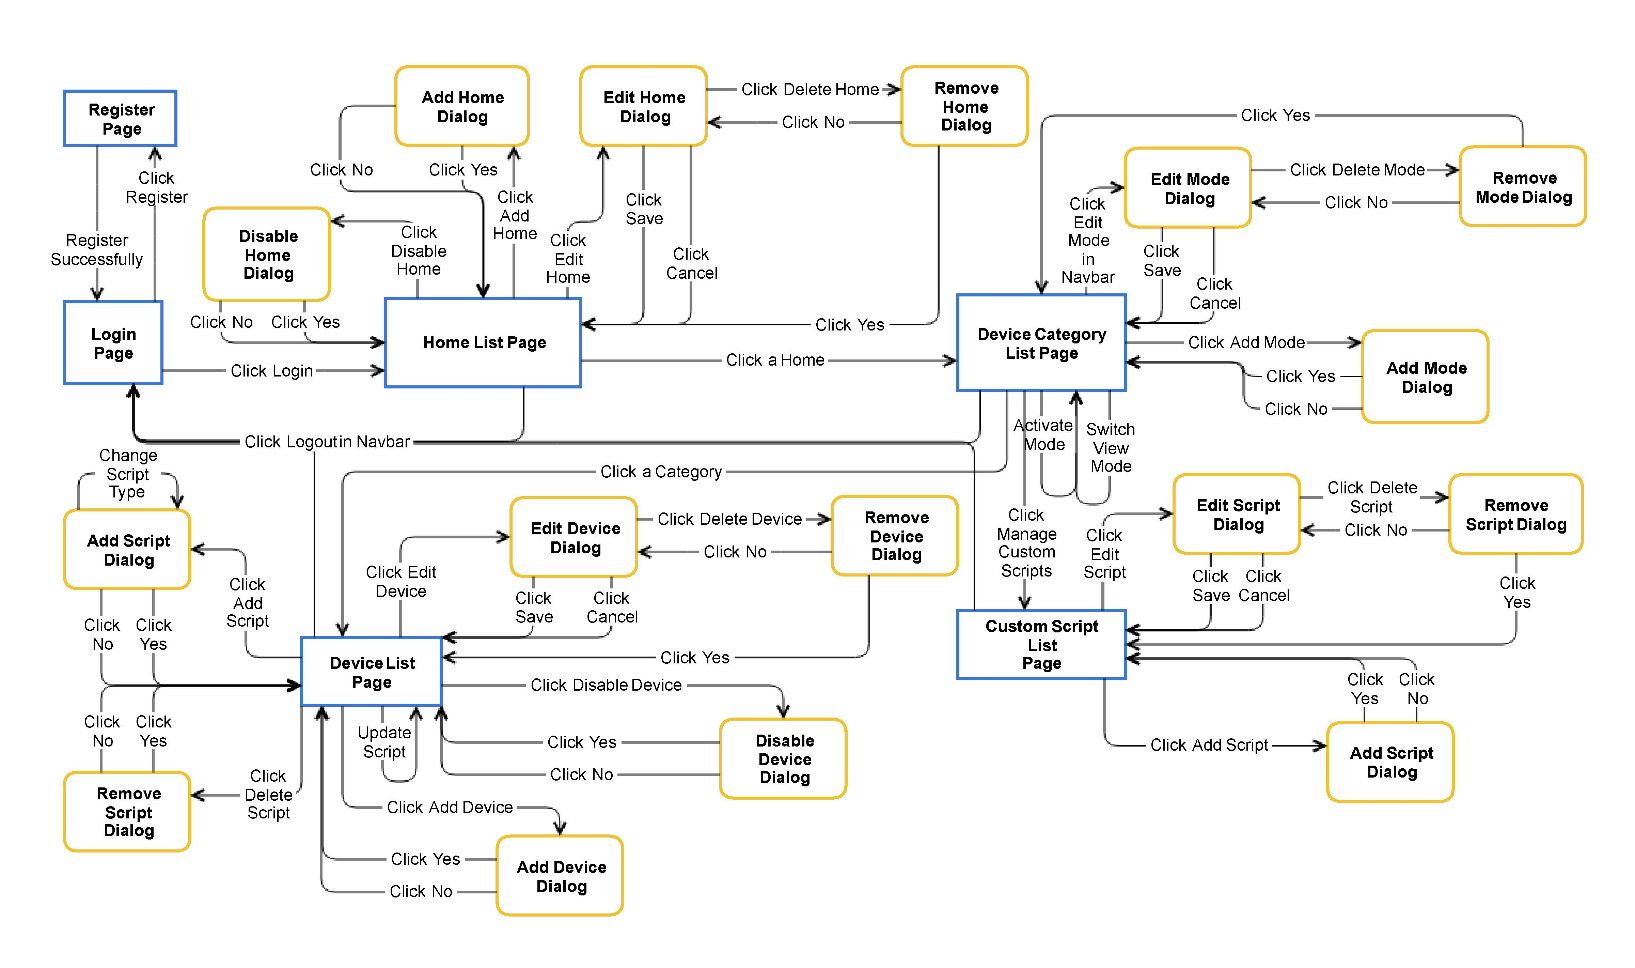 Register
Page
Click
Register
Register
Successfully
Login
Page
Click Login
Add Home
Dialog
Click No
Click Yes
Click
Add
Home
Disable
Home
Dialog
Click
Disable
Home
Click No
Click Yes
Home List Page
Edit Home
Dialog
Click Delete Home
Click No
Remove
Home
Dialog
Click
Edit
Home
Click
Save
Click
Cancel
Click Yes
Click a Home
Click Yes
Edit Mode
Dialog
Click Delete Mode
Click No
Remove
Mode Dialog
Click
Edit
Mode
in
Navbar
Click
Save
Click
Cancel
Device Category
List Page
Click Add Mode
Click Yes
Click No
Add Mode
Dialog
Activate
Mode
Switch
View
Mode
Click Logout in Navbar
Click a Category
Change
Script
Type
Add Script
Dialog
Click
Add
Script
Click
No
Click
Yes
Click
No
Click
Yes
Remove
Script
Dialog
Click
Delete
Script
Edit Device
Dialog
Click Delete Device
Click No
Remove
Device
Dialog
Click Edit
Device
Click
Save
Click
Cancel
Click Yes
Device List
Page
Click Disable Device
Update
Script
Click Yes
Click No
Disable
Device
Dialog
Click Add Device
Click Yes
Click No
Add Device
Dialog
Click
Manage
Custom
Scripts
Click
Edit
Script
Edit Script
Dialog
Click Delete
Script
Click No
Remove
Script Dialog
Click
Save
Click
Cancel
Click
Yes
Custom Script
List
Page
Click
Yes
Click
No
Click Add Script
Add Script
Dialog